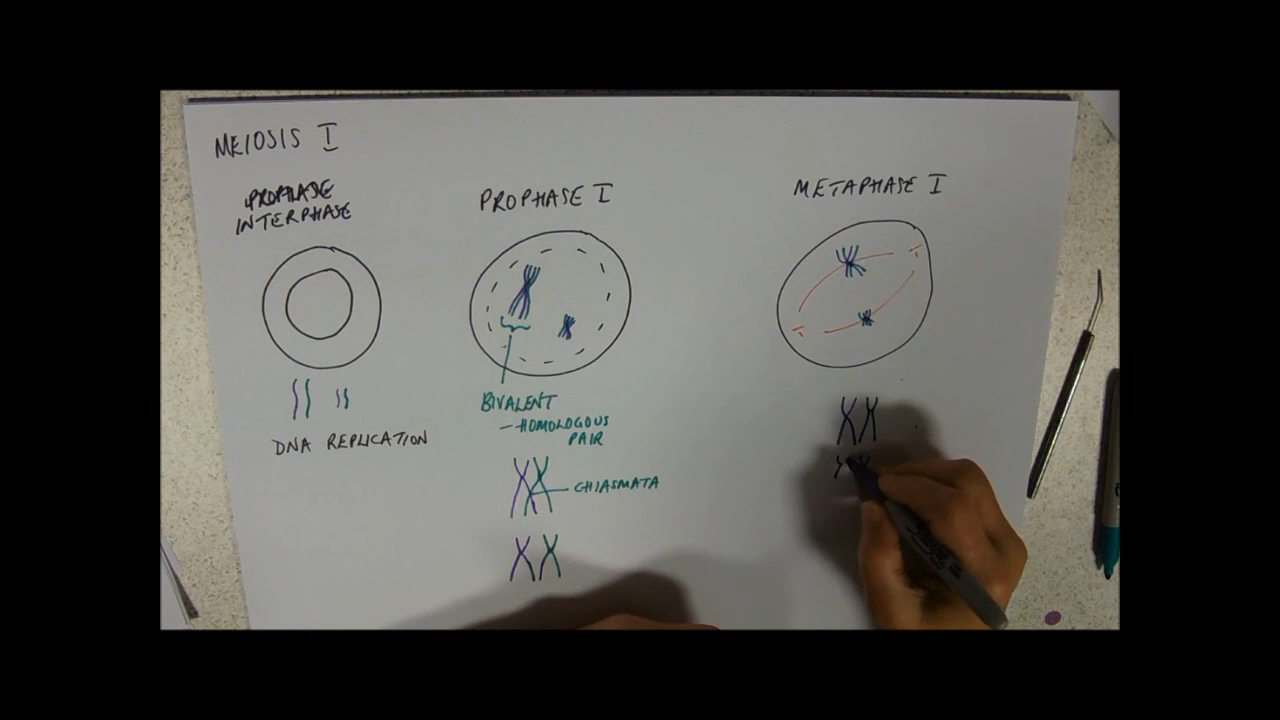 MEIOSIS I
PROPHASE
INTERPHASE
DNA REPLICATION
PROPHASE I
BIVALENT
- HOMOLOGOUS
PAIR
CHIASMATA
METAPHASE I